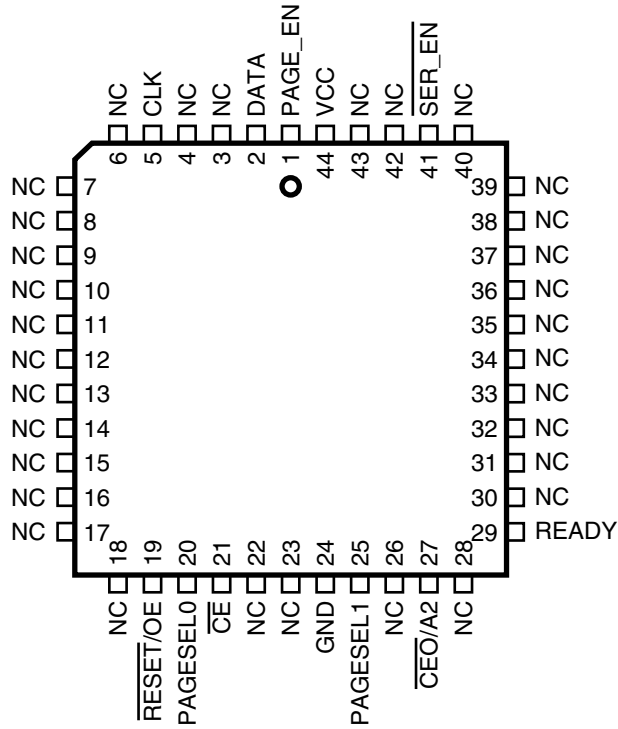 NC
CLK
NC
NC
DATA
PAGE_EN
VCC
NC
NC
SER_EN
NC
6
5
4
3
2
1
44
43
42
41
40
NC 7
NC 8
NC 9
NC 10
NC 11
NC 12
NC 13
NC 14
NC 15
NC 16
NC 17
39 NC
38 NC
37 NC
36 NC
35 NC
34 NC
33 NC
32 NC
31 NC
30 NC
29 READY
18
19
20
21
22
23
24
25
26
27
28
NC
RESET/OE
PAGESEL0
CE
NC
NC
GND
PAGESEL1
NC
CEO/A2
NC